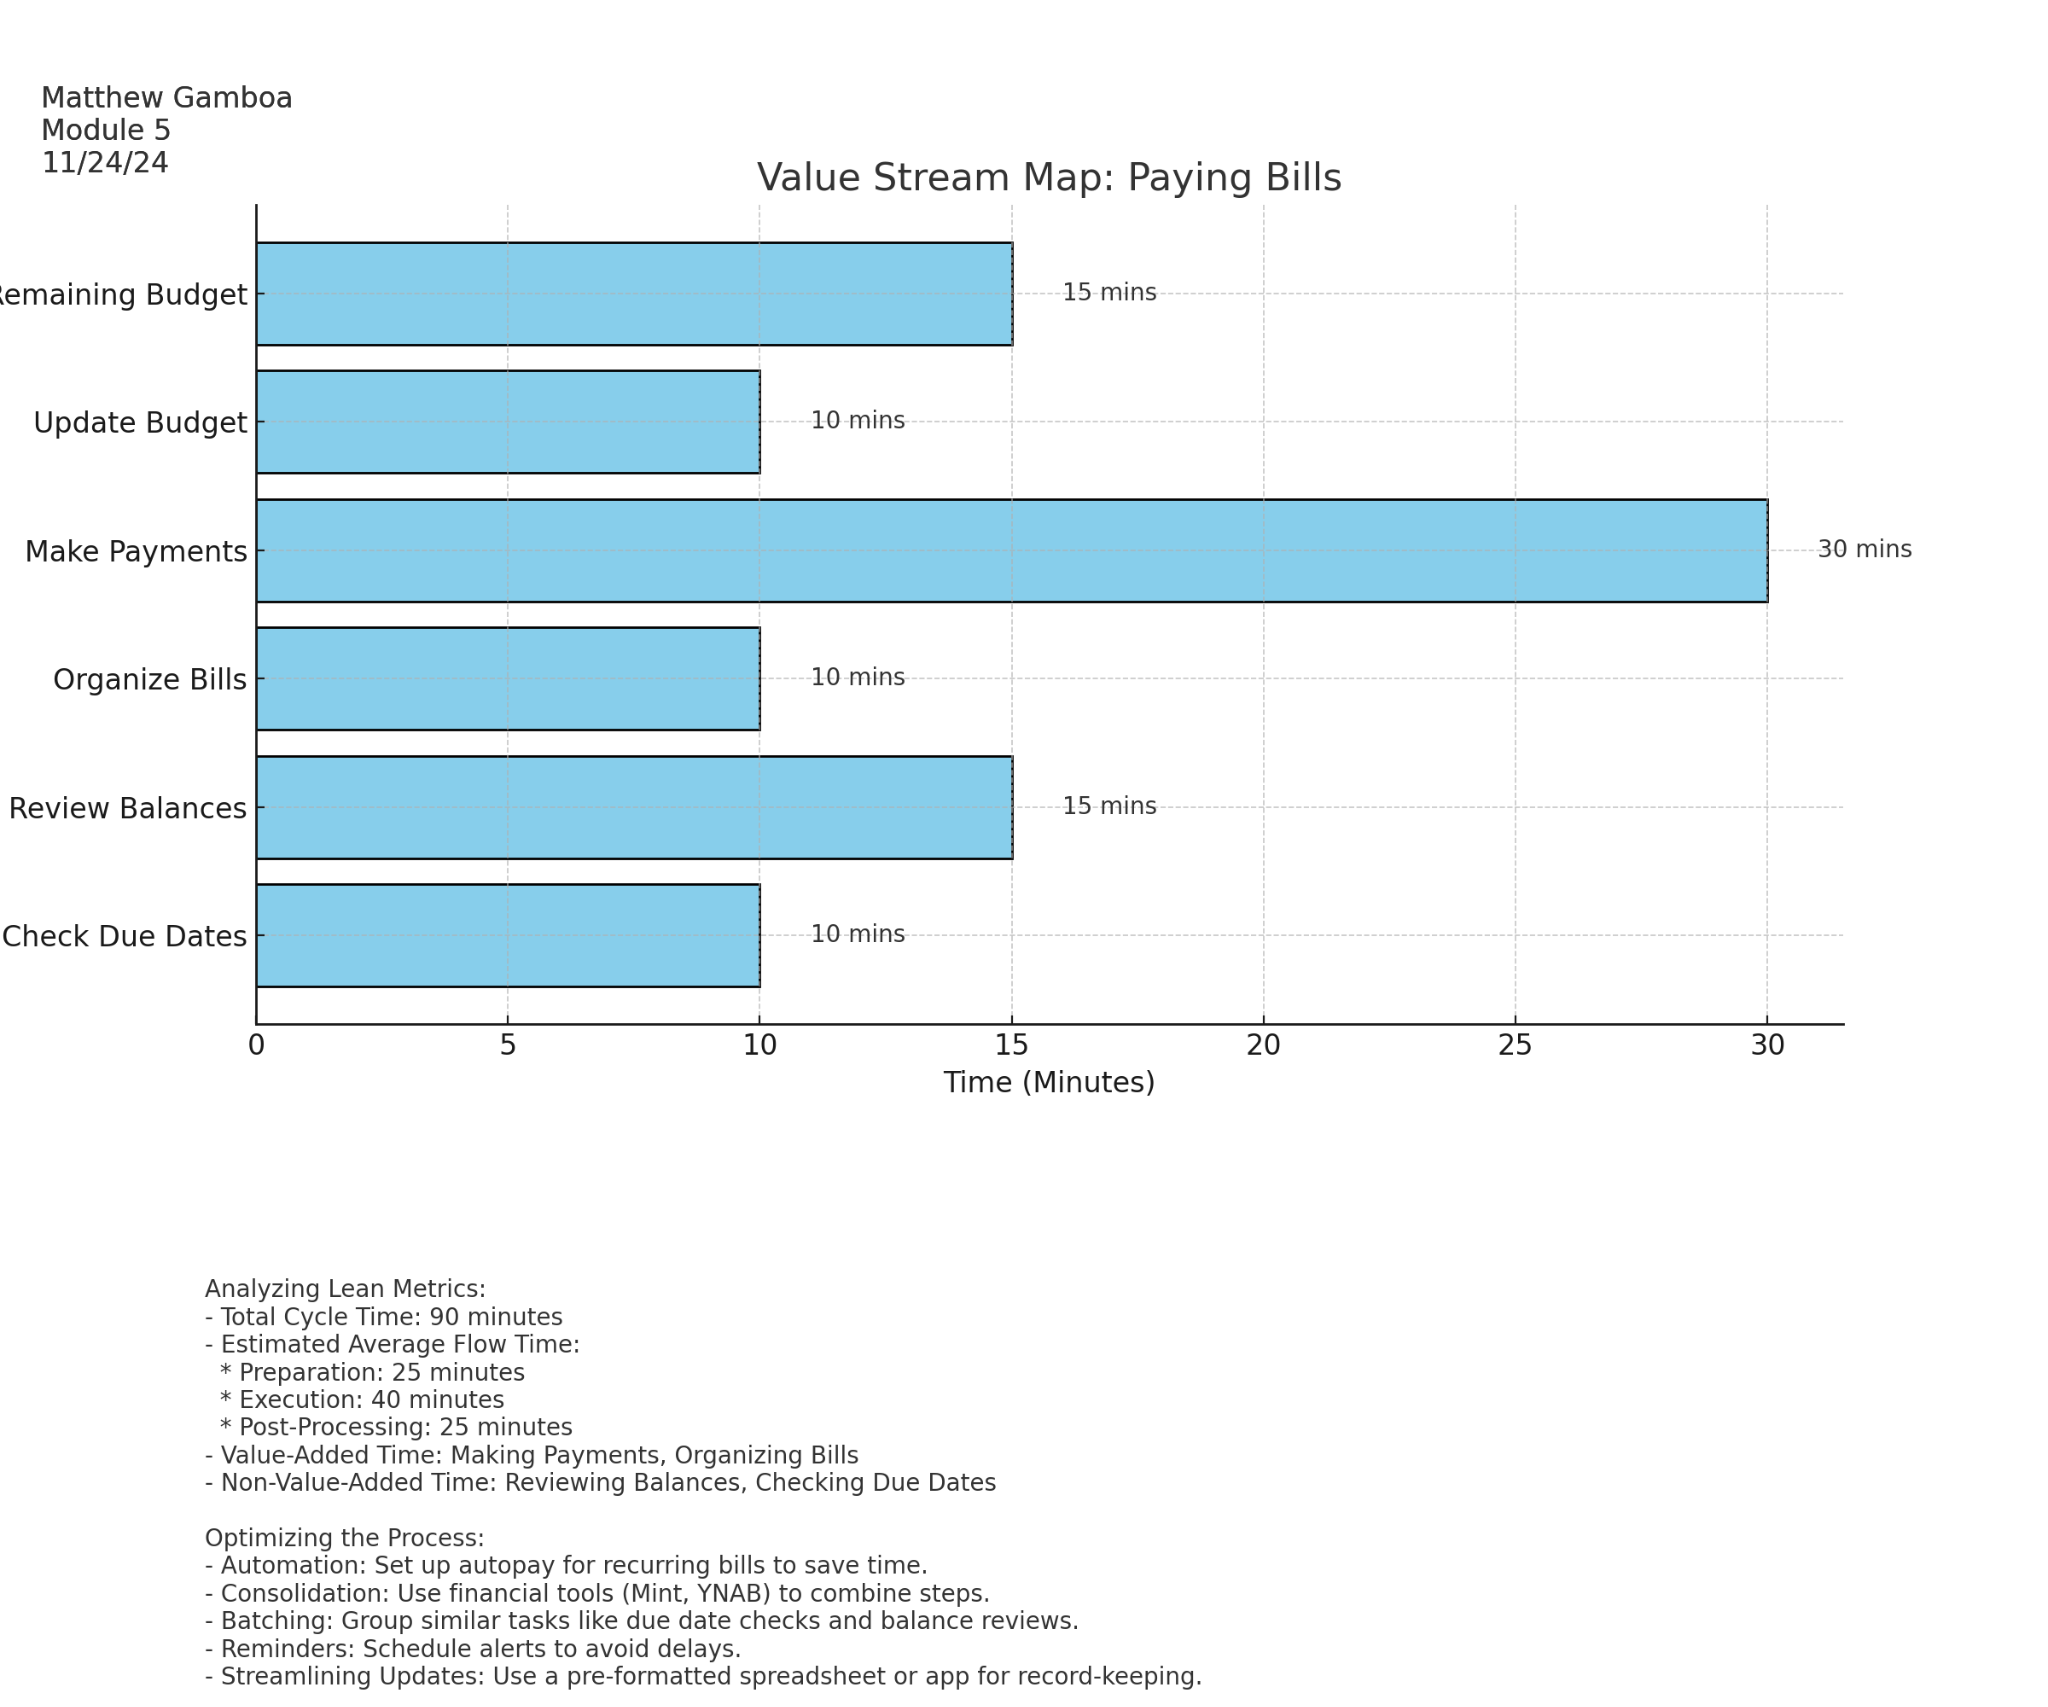 Matthew Gamboa
Module 5
11/24/24
Value Stream Map: Paying Bills
Remaining Budget
15 mins
Update Budget
10 mins
Make Payments
30 mins
Organize Bills
10 mins
Review Balances
15 mins
Check Due Dates
10 mins
0 5 10 15 20 25 30
Time (Minutes)
Analyzing Lean Metrics:
- Total Cycle Time: 90 minutes
- Estimated Average Flow Time:
* Preparation: 25 minutes
* Execution: 40 minutes
* Post-Processing: 25 minutes
- Value-Added Time: Making Payments, Organizing Bills
- Non-Value-Added Time: Reviewing Balances, Checking Due Dates
Optimizing the Process:
- Automation: Set up autopay for recurring bills to save time.
- Consolidation: Use financial tools (Mint, YNAB) to combine steps.
- Batching: Group similar tasks like due date checks and balance reviews.
- Reminders: Schedule alerts to avoid delays.
- Streamlining Updates: Use a pre-formatted spreadsheet or app for record-keeping.